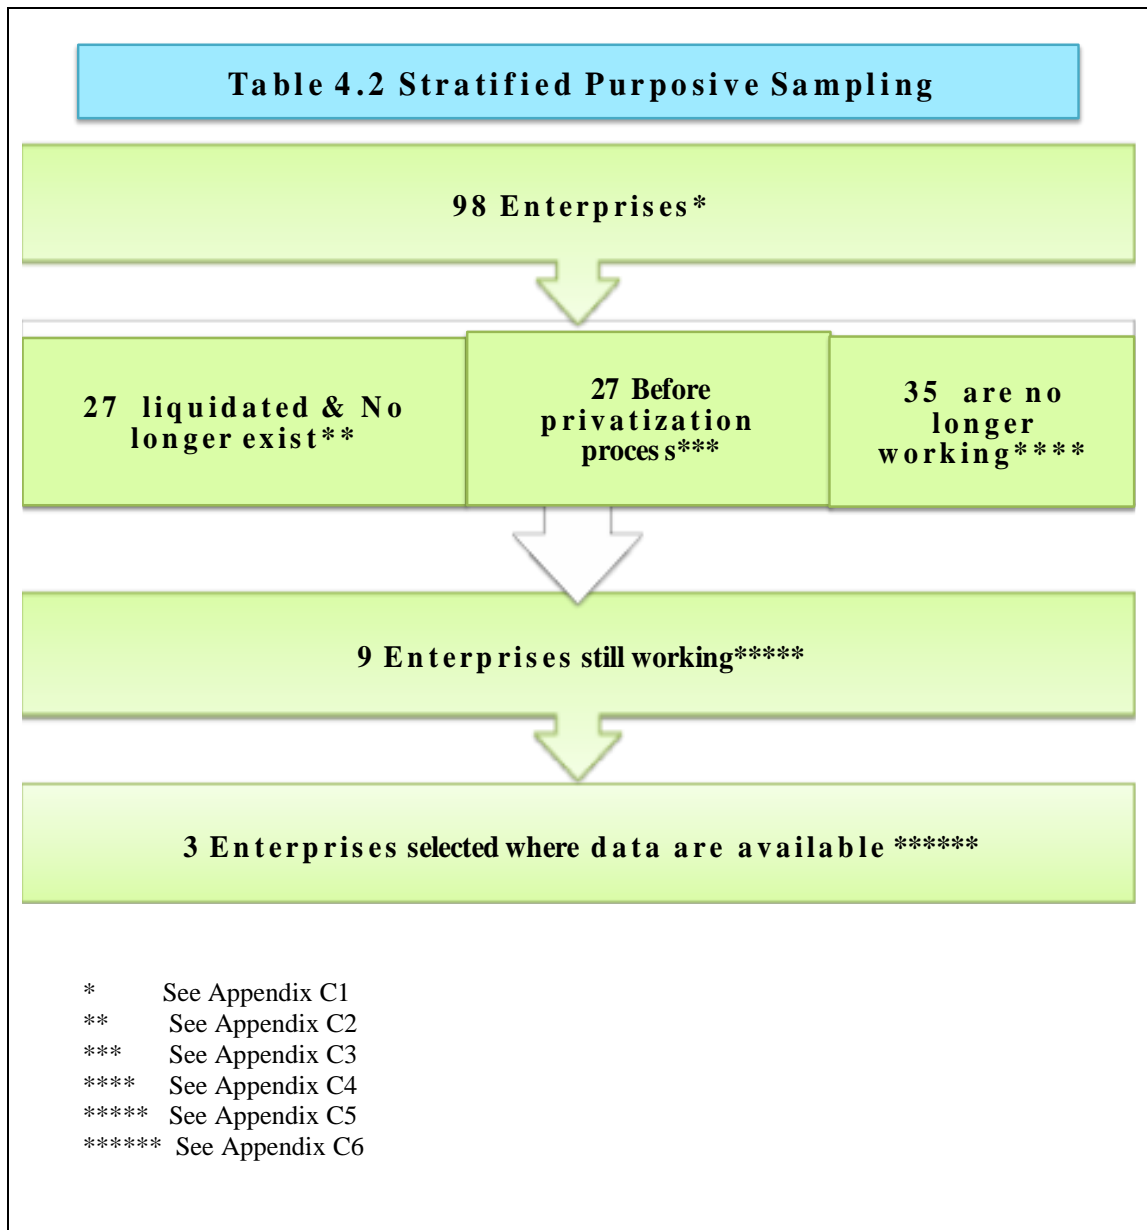 Table 4.2 Stratified Purposive Sampling
98 Enterprises*
27 liquidated & No
longer exist**
27 Before
privatization
proces s***
35 are no
longer
working****
9 Enterprises still working*****
3 Enterprises selected where data are available ******
* See Appendix C1
** See Appendix C2
*** See Appendix C3
**** See Appendix C4
***** See Appendix C5
****** See Appendix C6